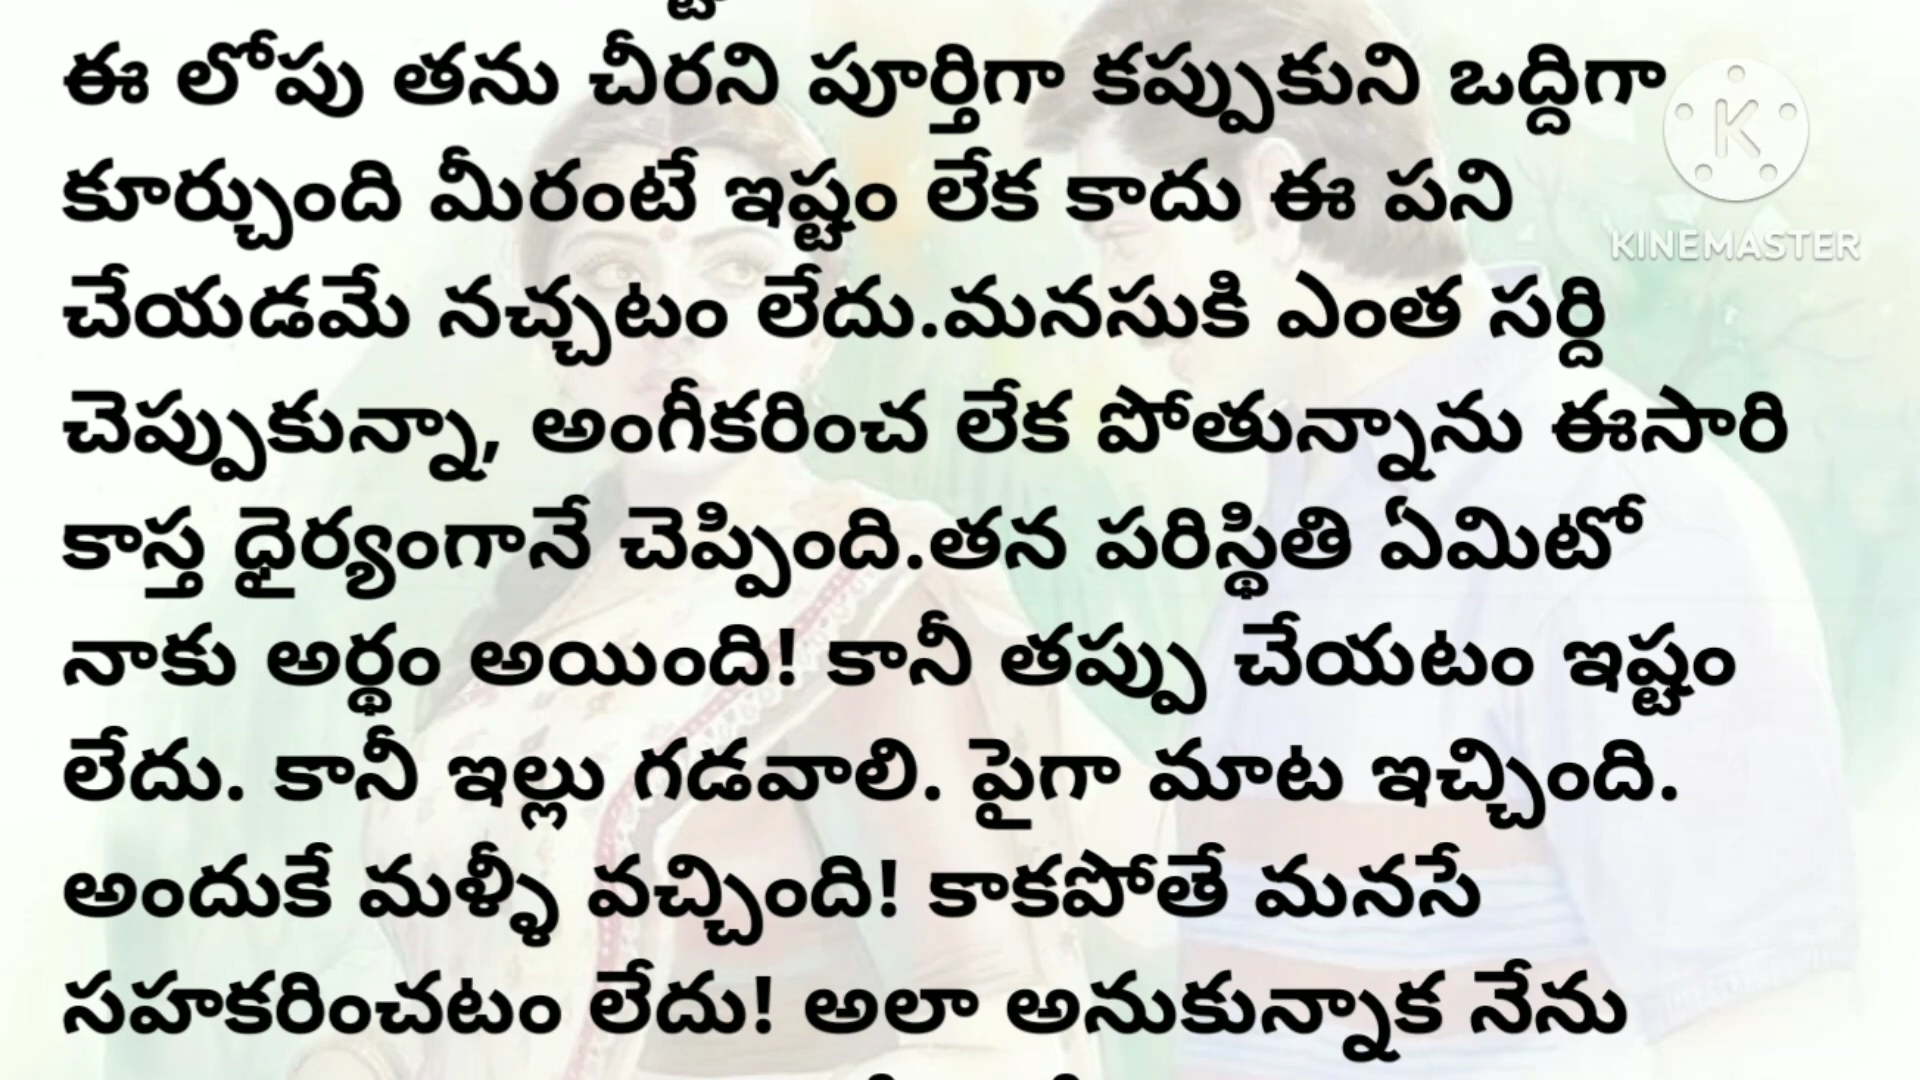 ఈ లోపు తను చీరని పూర్తిగా కప్పుకుని ఒద్దిగా
కూర్చుంది మీరంటే ఇష్టం లేక కాదు ఈ పని
చేయడమే నచ్చటం లేదు.మనసుకి ఎంత సర్ది
చెప్పుకున్నా, అంగీకరించ లేక పోతున్నాను ఈసారి
కాస్త ధైర్యంగానే చెప్పింది.తన పరిస్థితి ఏమిటో
నాకు అర్థం అయింది! కానీ తప్పు చేయటం ఇష్టం
లేదు. కానీ ఇల్లు గడవాలి. పైగా మాట ఇచ్చింది.
అందుకే మళ్ళీ వచ్చింది! కాకపోతే మనసే
సహకరించటం లేదు! అలా అనుకున్నాక నేను
K
KINEMASTER